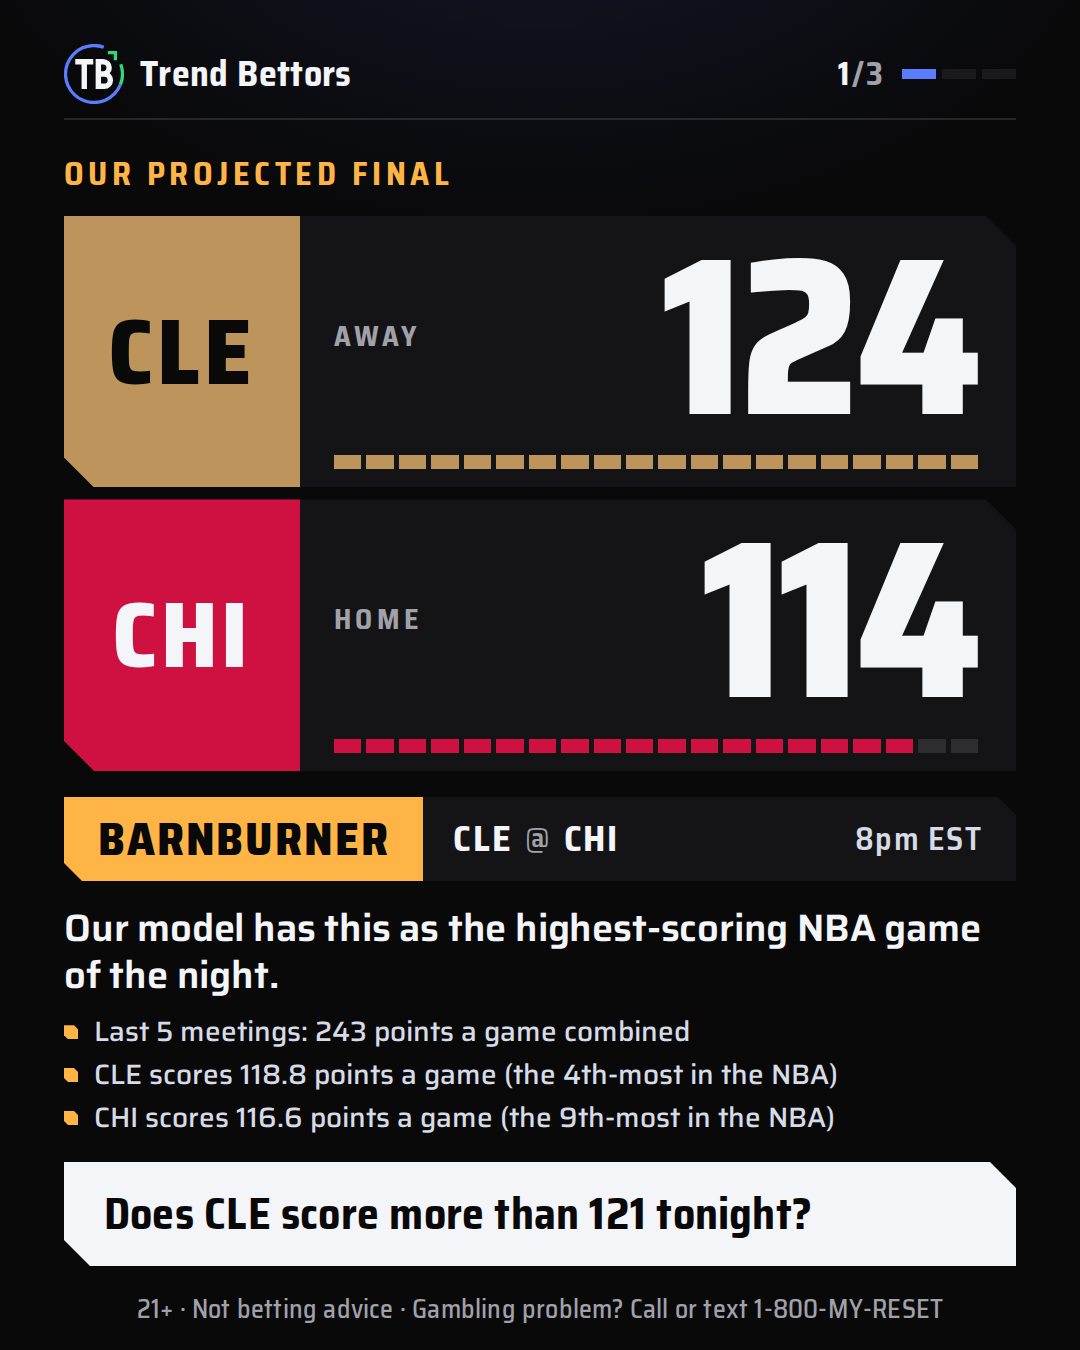 TB Trend Bettors
1/3
OUR PROJECTED FINAL
CLE
AWAY
124
CHI
HOME
114
BARNBURNER CLE @ CHI 8pm EST
Our model has this as the highest-scoring NBA game
of the night.
Last 5 meetings: 243 points a game combined
CLE scores 118.8 points a game (the 4th-most in the NBA)
CHI scores 116.6 points a game (the 9th-most in the NBA)
Does CLE score more than 121 tonight?
21+ · Not betting advice · Gambling problem? Call or text 1-800-MY-RESET